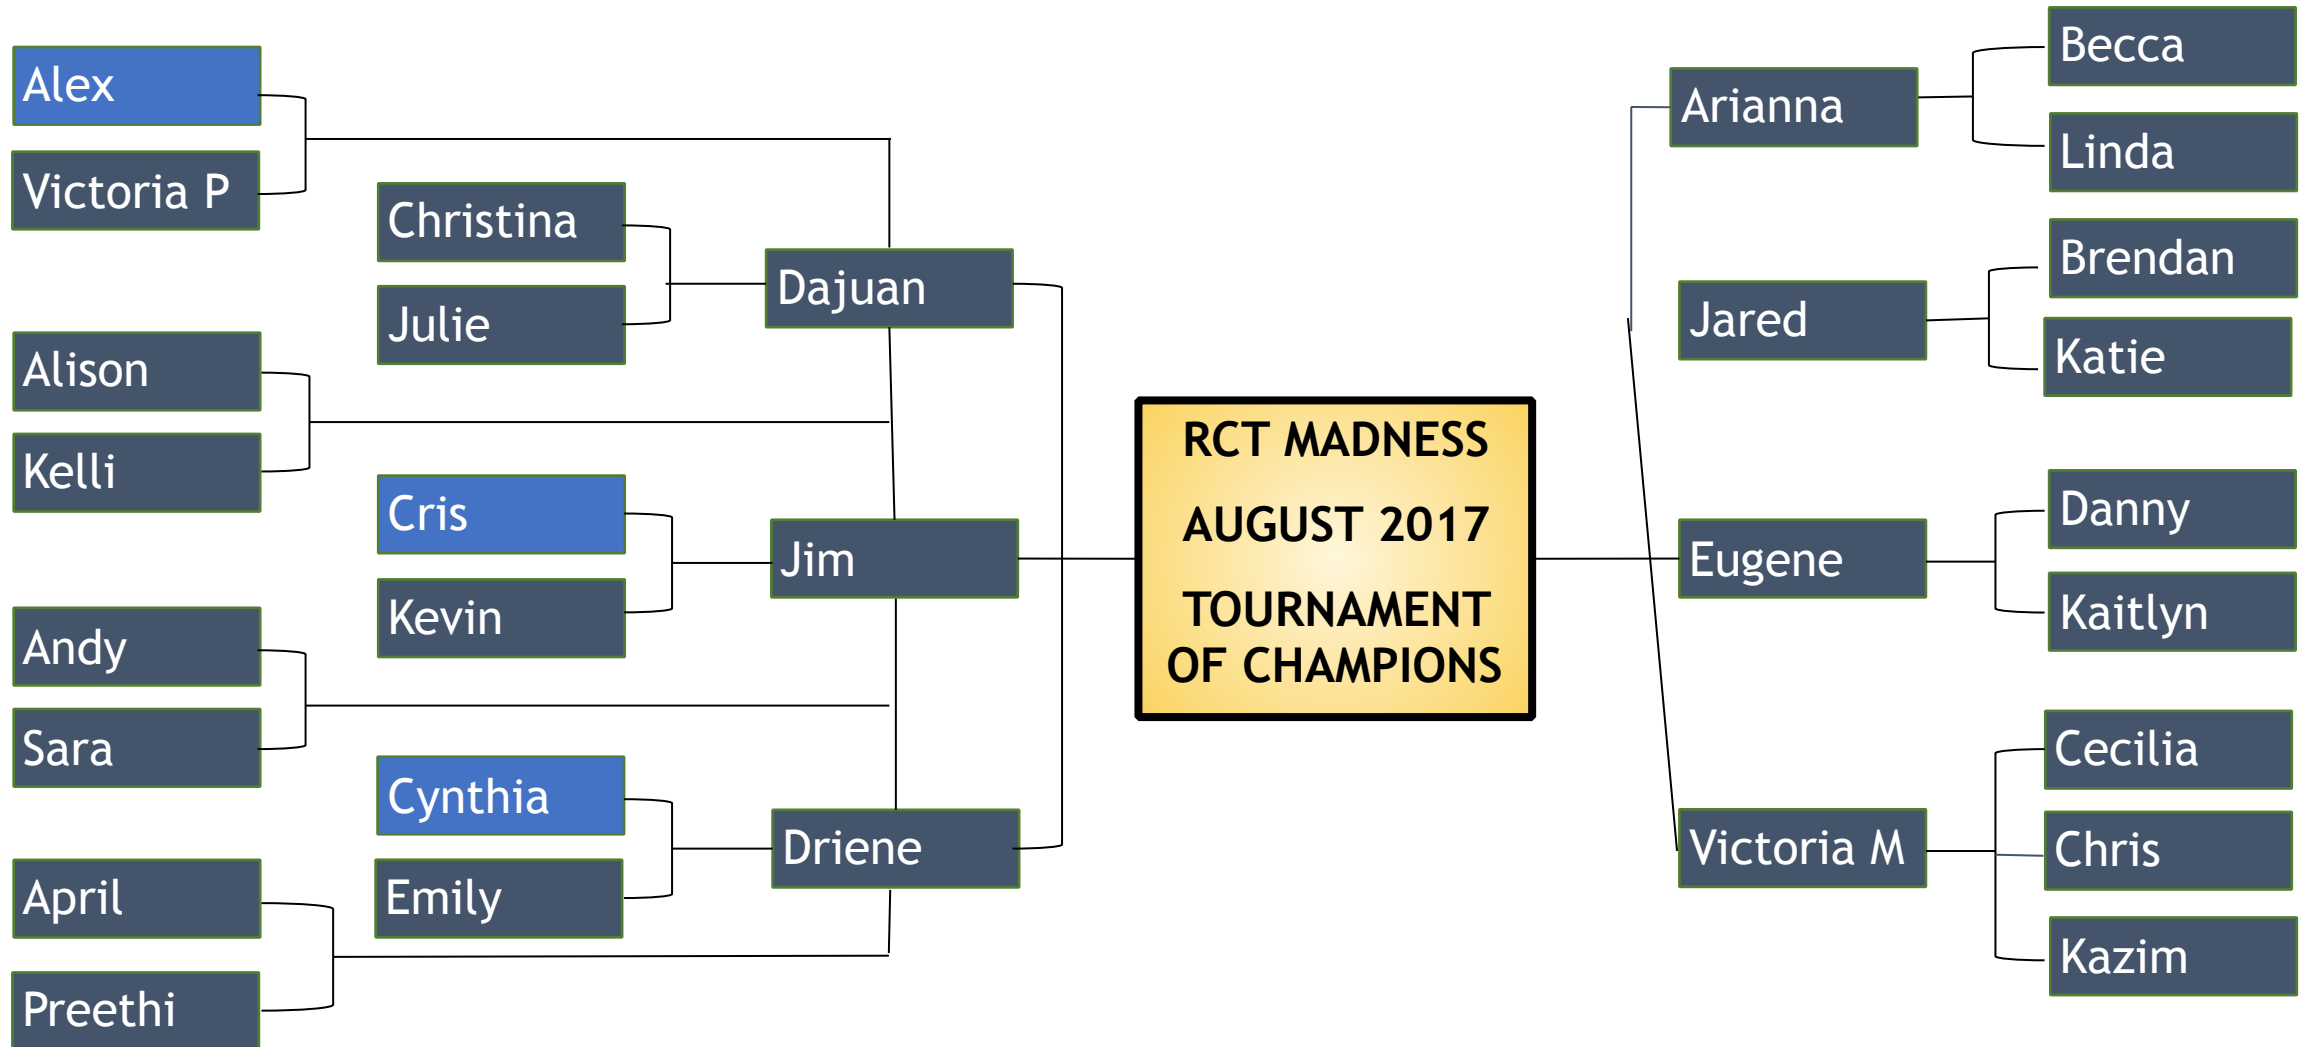 Alex
Victoria P
Alison
Kelli
Andy
Sara
April
Preethi
Christina
Julie
Cris
Kevin
Cynthia
Emily
Dajuan
Jim
Driene
RCT MADNESS
AUGUST 2017
TOURNAMENT
OF CHAMPIONS
Arianna
Jared
Eugene
Victoria M
Becca
Linda
Brendan
Katie
Danny
Kaitlyn
Cecilia
Chris
Kazim